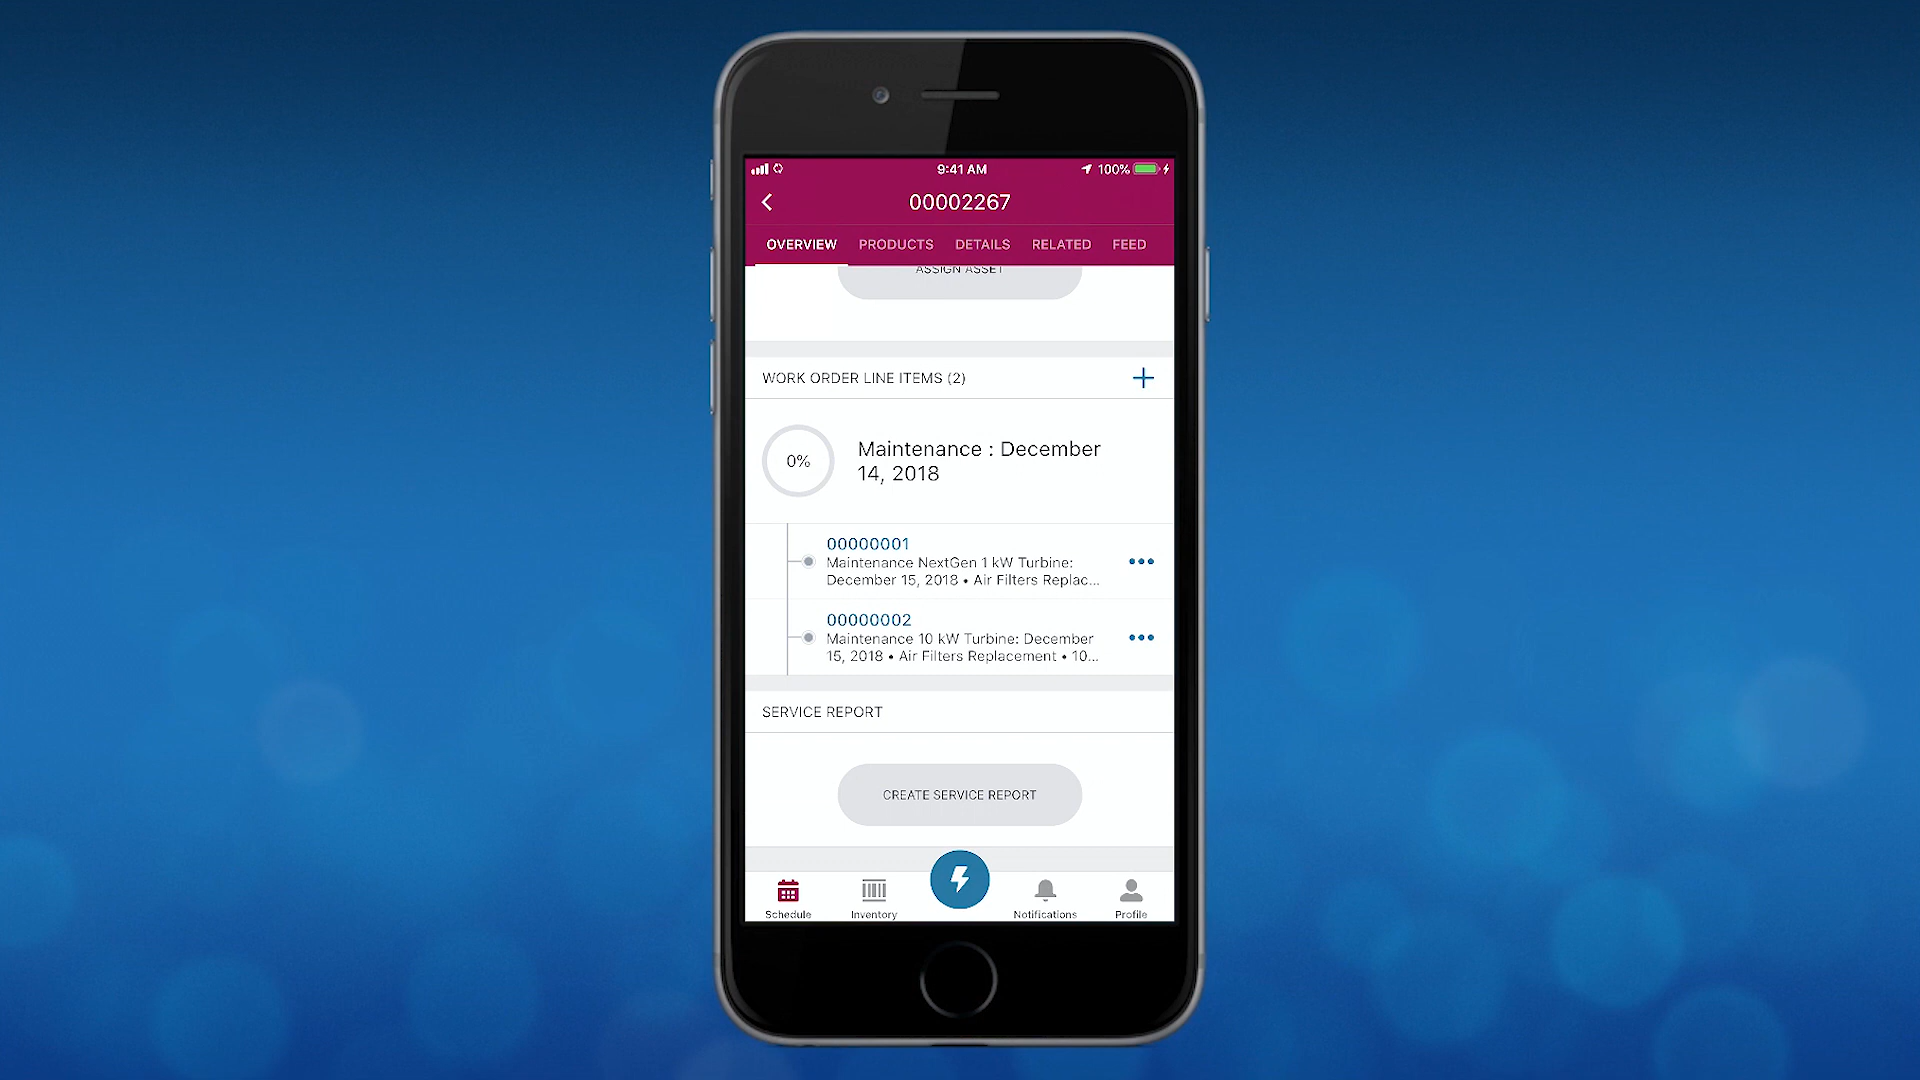 9:41 AM
100%
00002267
OVERVIEW PRODUCTS DETAILS RELATED FEED
ASSIGN ASSET
WORK ORDER LINE ITEMS (2)
0%
Maintenance : December
14, 2018
00000001
Maintenance NextGen 1 kW Turbine:
December 15, 2018 • Air Filters Replac...
00000002
Maintenance 10 kW Turbine: December
15, 2018 • Air Filters Replacement • 10...
SERVICE REPORT
CREATE SERVICE REPORT
Schedule Inventory Notifications Profile